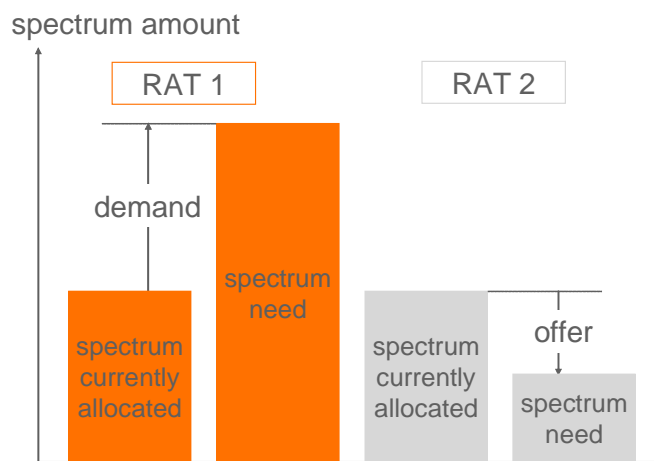 spectrum amount
RAT 1
RAT 2
demand
spectrum
need
spectrum
currently
allocated
spectrum
currently
allocated
offer
spectrum
need